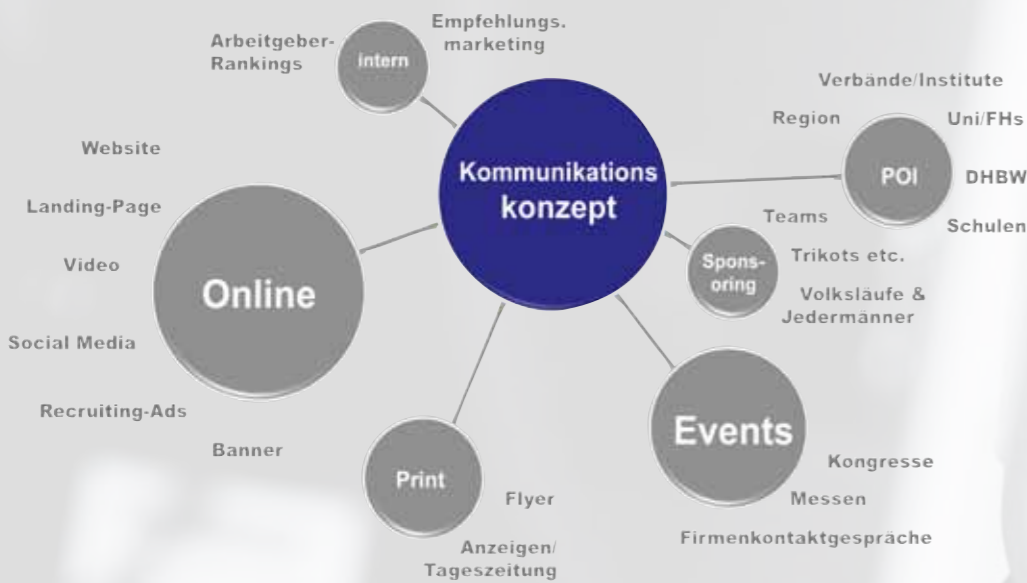 Empfehlungs.
marketing
Arbeitgeber-
Rankings
intern
Verbände/Institute
Region
Uni/FHs
POI
DHBW
Schulen
Kommunikations
konzept
Website
Landing-Page
Video
Online
Social Media
Recruiting-Ads
Banner
Teams
Spons-
oring
Trikots etc.
Volksläufe &
Jedermänner
Events
Kongresse
Messen
Firmenkontaktgespräche
Print
Flyer
Anzeigen/
Tageszeitung